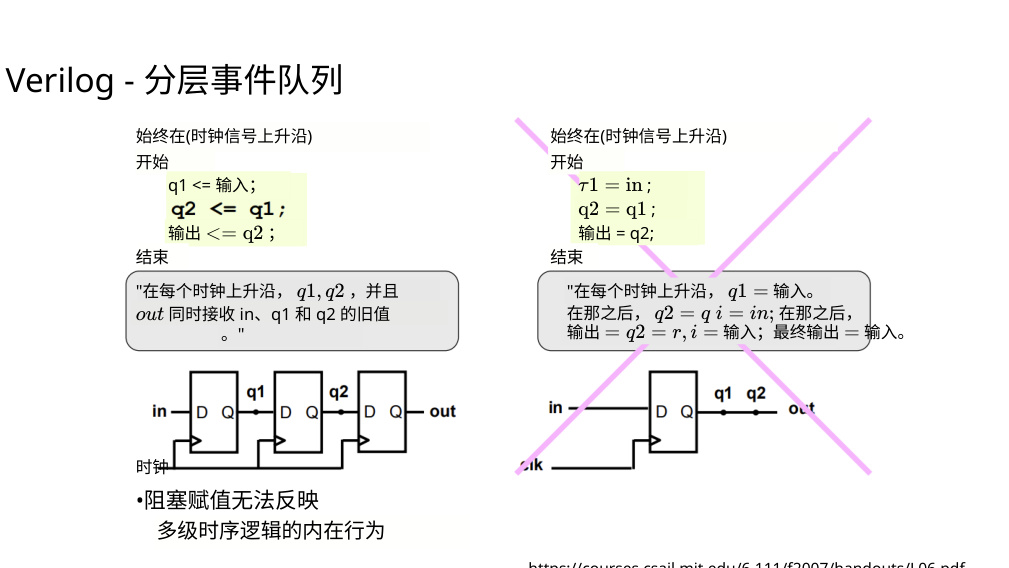 Verilog - 分层事件队列
始终在(时钟信号上升沿)
开始
q1 <= 输入；
q2 <= q1;
输出 <= q2 ;
结束
"在每个时钟上升沿， q1, q2 ，并且
out 同时接收 in、q1 和 q2 的旧值
。"
in D Q q1 D Q q2 D Q out
时钟
•阻塞赋值无法反映
多级时序逻辑的内在行为
始终在(时钟信号上升沿)
开始
τ1 = in ;
q2 = q1 ;
输出 = q2;
结束
"在每个时钟上升沿， q1 = 输入。
在那之后， q2 = q i = in; 在那之后，
输出 = q2 = r, i = 输入；最终输出 = 输入。
in D Q q1 q2 out
clk
https://courses.csail.mit.edu/6.111/f2007/handouts/L06.pdf